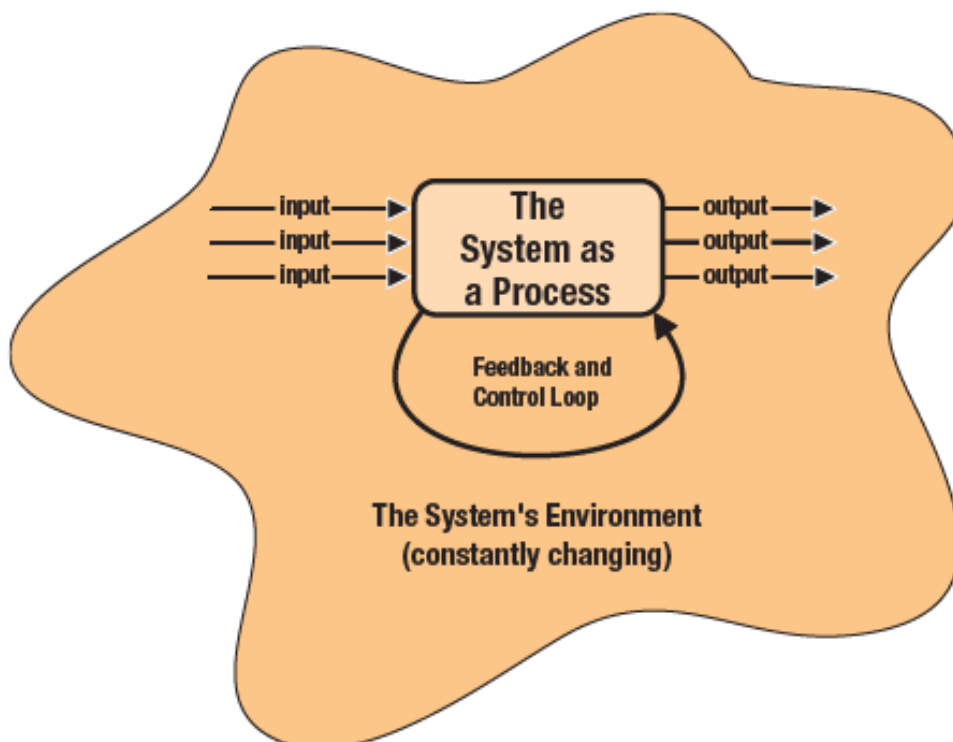 The
input output
System as
input output
input output
a Process
Feedback and
Control Loop
The System's Environment
(constantly changing)